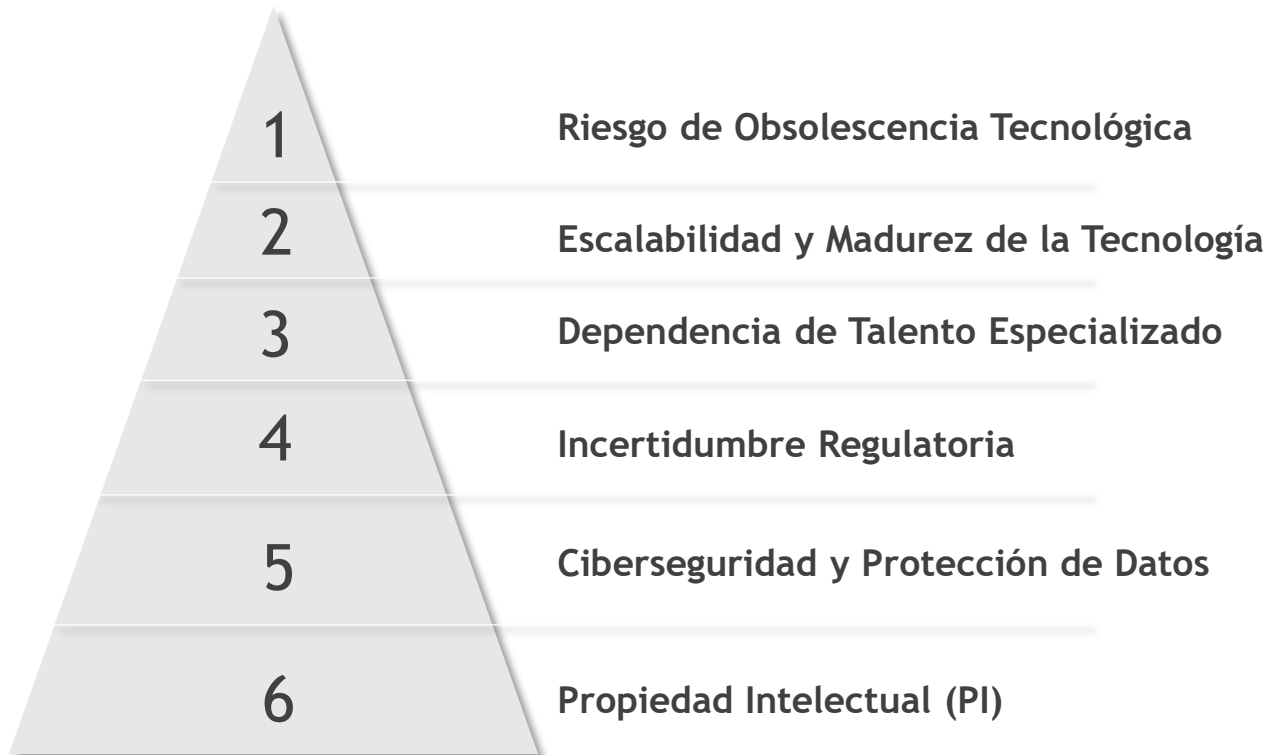 1
Riesgo de Obsolescencia Tecnológica
2
Escalabilidad y Madurez de la Tecnología
3
Dependencia de Talento Especializado
4
Incertidumbre Regulatoria
5
Ciberseguridad y Protección de Datos
6
Propiedad Intelectual (PI)